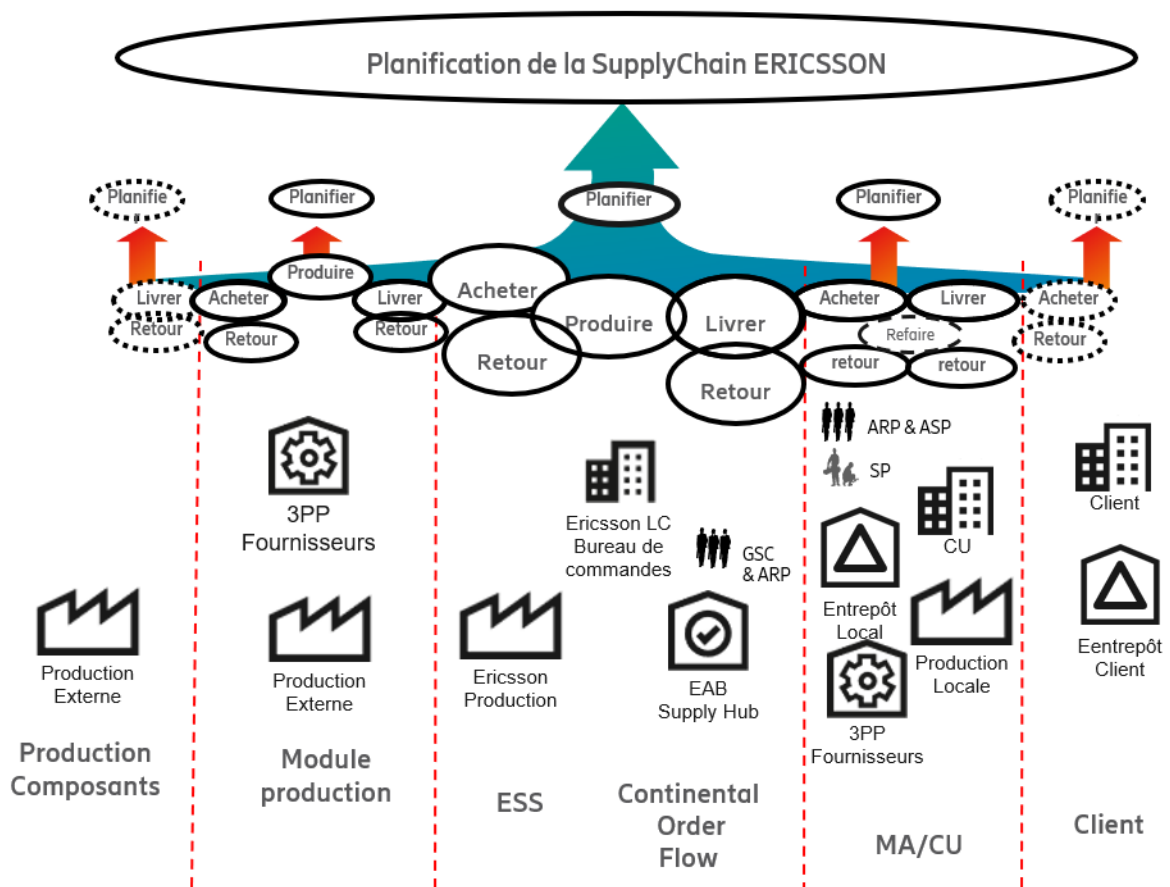 Planification de la SupplyChain ERICSSON
Planifie
r
Planifier
Planifier
Planifier
Planifie
r
Livrer
Retour
Acheter
Retour
Produire
Livrer
Retour
Acheter
Retour
Produire
Livrer
Retour
Acheter
Livrer
Refaire
retour
retour
Acheter
Retour
3PP
Fournisseurs
Ericsson LC
Bureau de
commandes
GSC
& ARP
ARP & ASP
SP
CU
Client
Production
Externe
Production
Externe
Ericsson
Production
EAB
Supply Hub
Entrepôt
Local
Production
Locale
3PP
Fournisseurs
Eentrepôt
Client
Production
Composants
Module
production
ESS
Continental
Order
Flow
MA/CU
Client